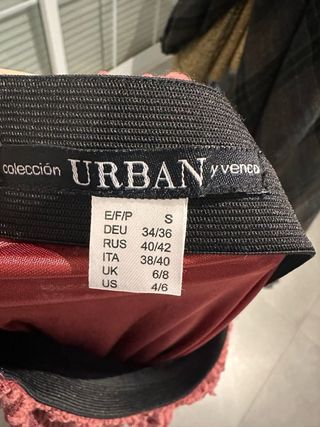 colección URBAN y venca
E/F/P S
DEU 34/36
RUS 40/42
ITA 38/40
UK 6/8
US 4/6